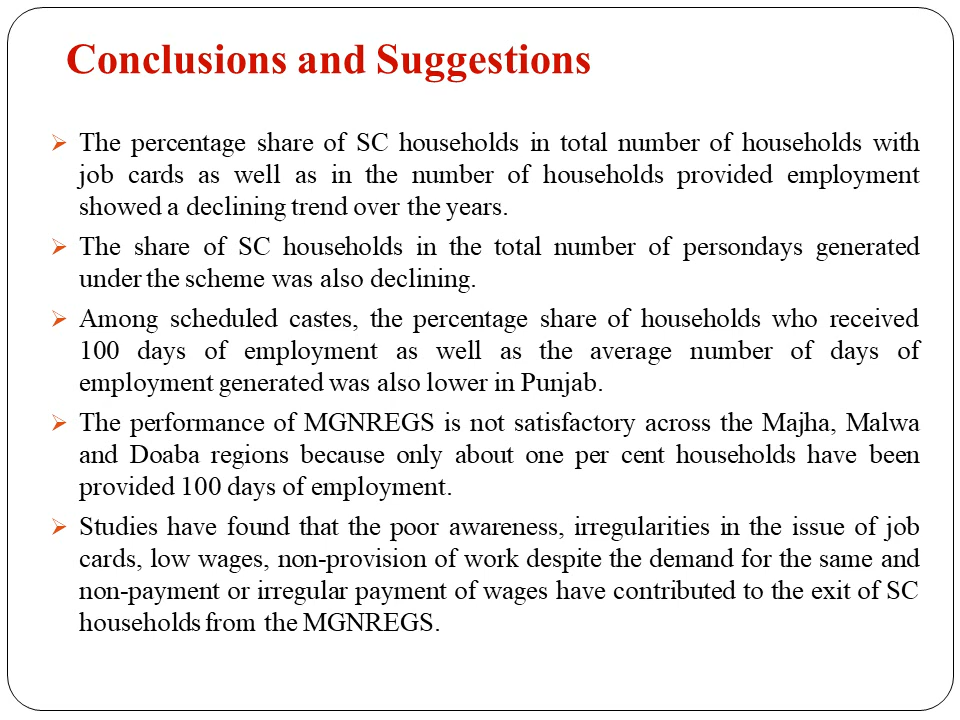 Conclusions and Suggestions
The percentage share of SC households in total number of households with
job cards as well as in the number of households provided employment
showed a declining trend over the years.
The share of SC households in the total number of persondays generated
under the scheme was also declining.
Among scheduled castes, the percentage share of households who received
100 days of employment as well as the average number of days of
employment generated was also lower in Punjab.
The performance of MGNREGS is not satisfactory across the Majha, Malwa
and Doaba regions because only about one per cent households have been
provided 100 days of employment.
Studies have found that the poor awareness, irregularities in the issue of job
cards, low wages, non-provision of work despite the demand for the same and
non-payment or irregular payment of wages have contributed to the exit of SC
households from the MGNREGS.